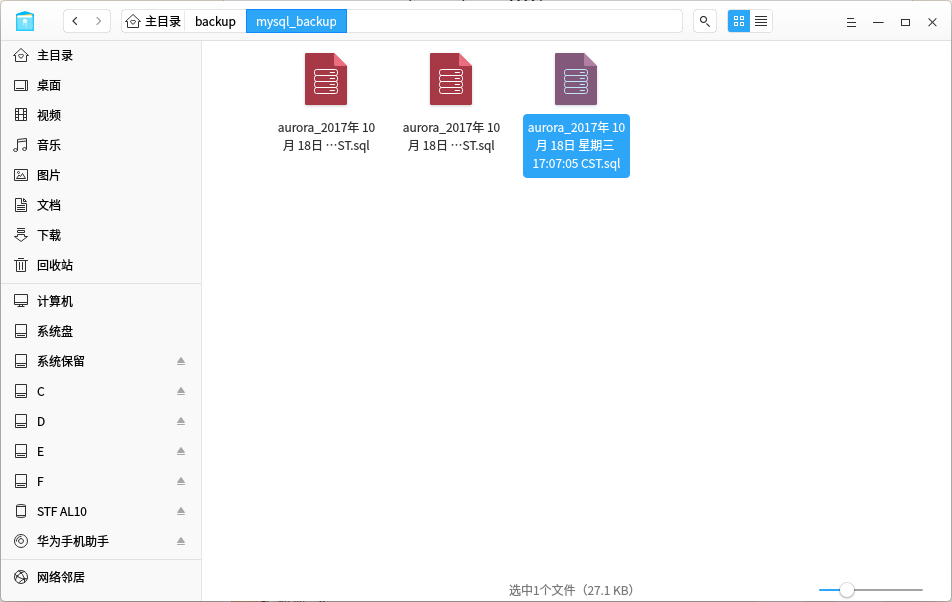 主目录
backup
mysql_backup
主目录
桌面
视频
音乐
图片
文档
下载
回收站
计算机
系统盘
系统保留
C
D
E
F
STF AL10
华为手机助手
网络邻居
aurora_2017年 10
月 18日 …ST.sql
aurora_2017年 10
月 18日 …ST.sql
aurora_2017年 10
月 18日 星期三
17:07:05 CST.sql
选中1个文件（27.1 KB）